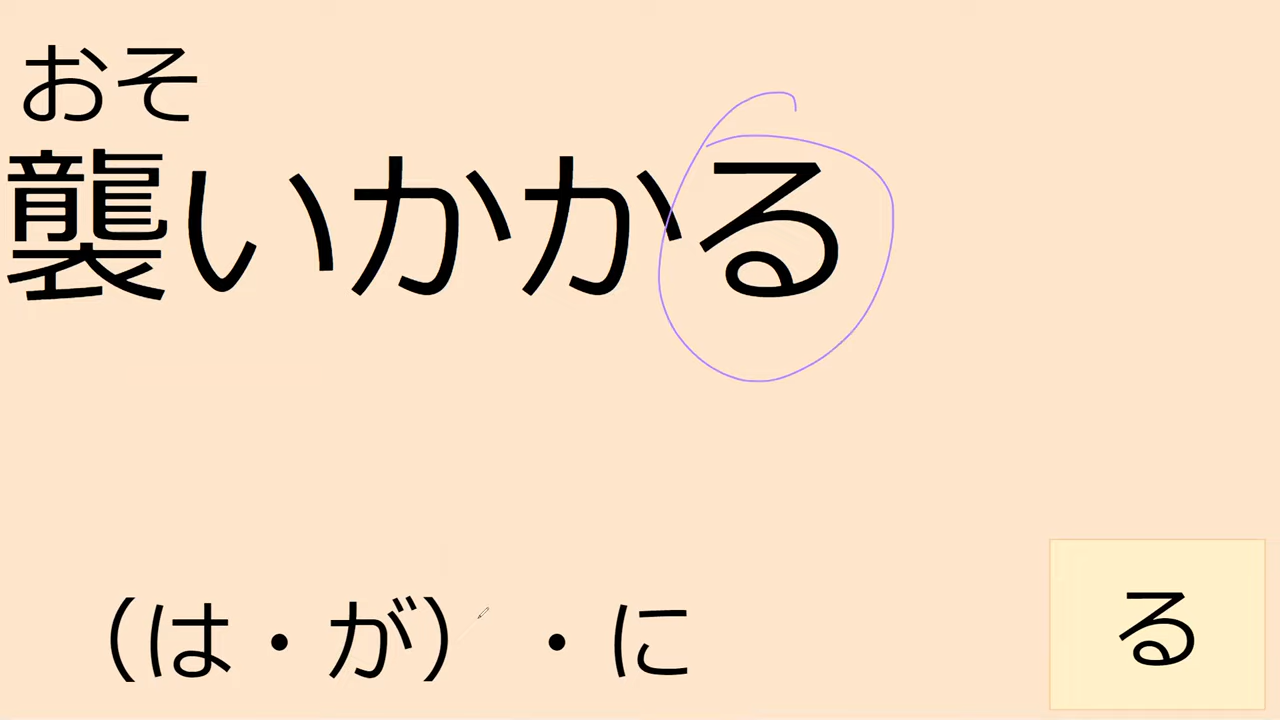 おそ
襲いかかる
（は・が）・に
る